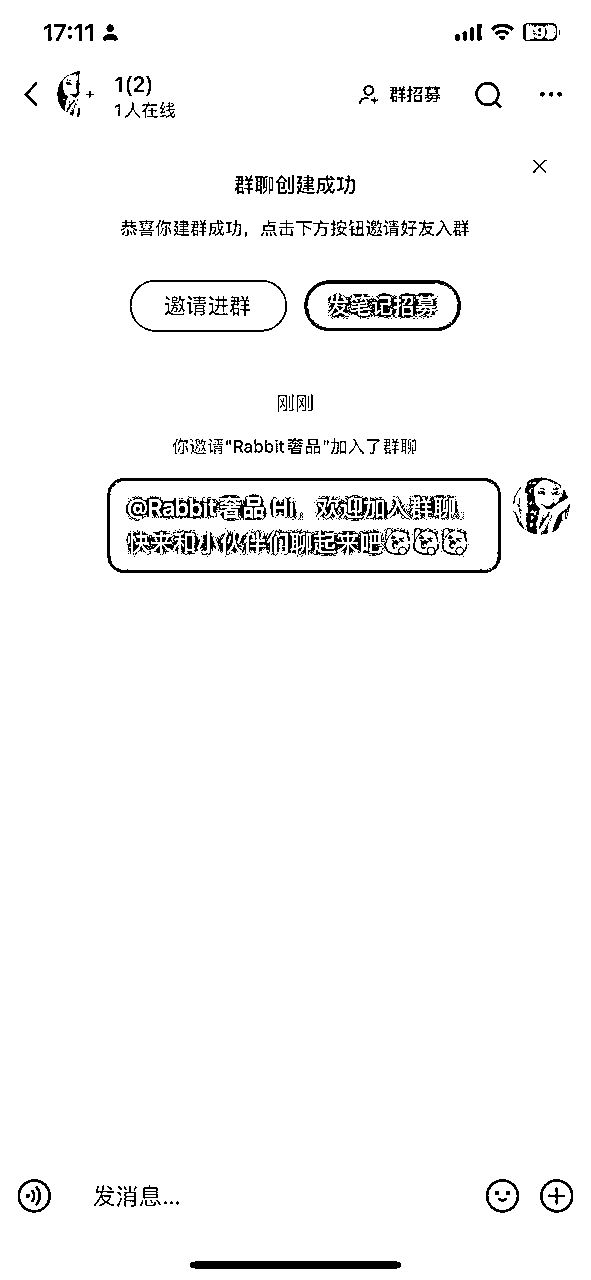 17:11
1(2)
1人在线
群招募
群聊创建成功
恭喜你建群成功，点击下方按钮邀请好友入群
邀请进群
发笔记招募
刚刚
你邀请"Rabbit奢品"加入了群聊
@Rabbit奢品 Hi，欢迎加入群聊，
快来和小伙伴们聊起来吧
发消息...